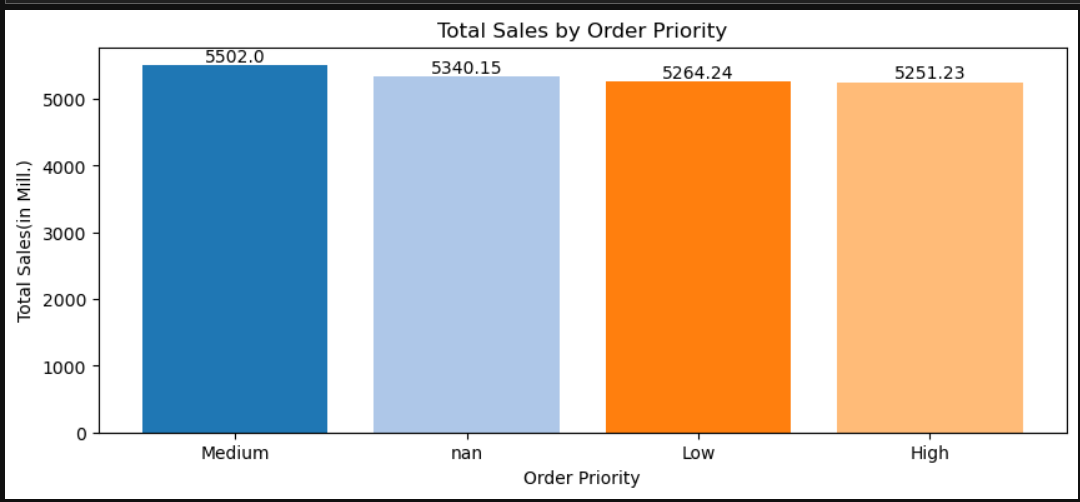 Total Sales by Order Priority
5502.0
5340.15
5264.24
5251.23
Total Sales(in Mill.)
5000
4000
3000
2000
1000
0
Medium
nan
Low
High
Order Priority